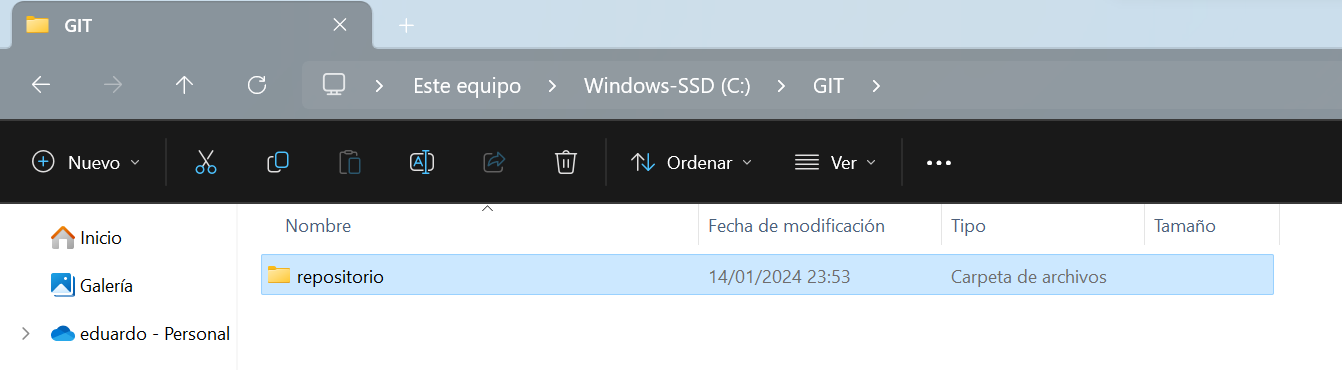 GIT
Este equipo Windows-SSD (C:) GIT
Nuevo Ordenar Ver
Nombre Fecha de modificación Tipo Tamaño
Inicio
repositorio 14/01/2024 23:53 Carpeta de archivos
Galería
eduardo - Personal